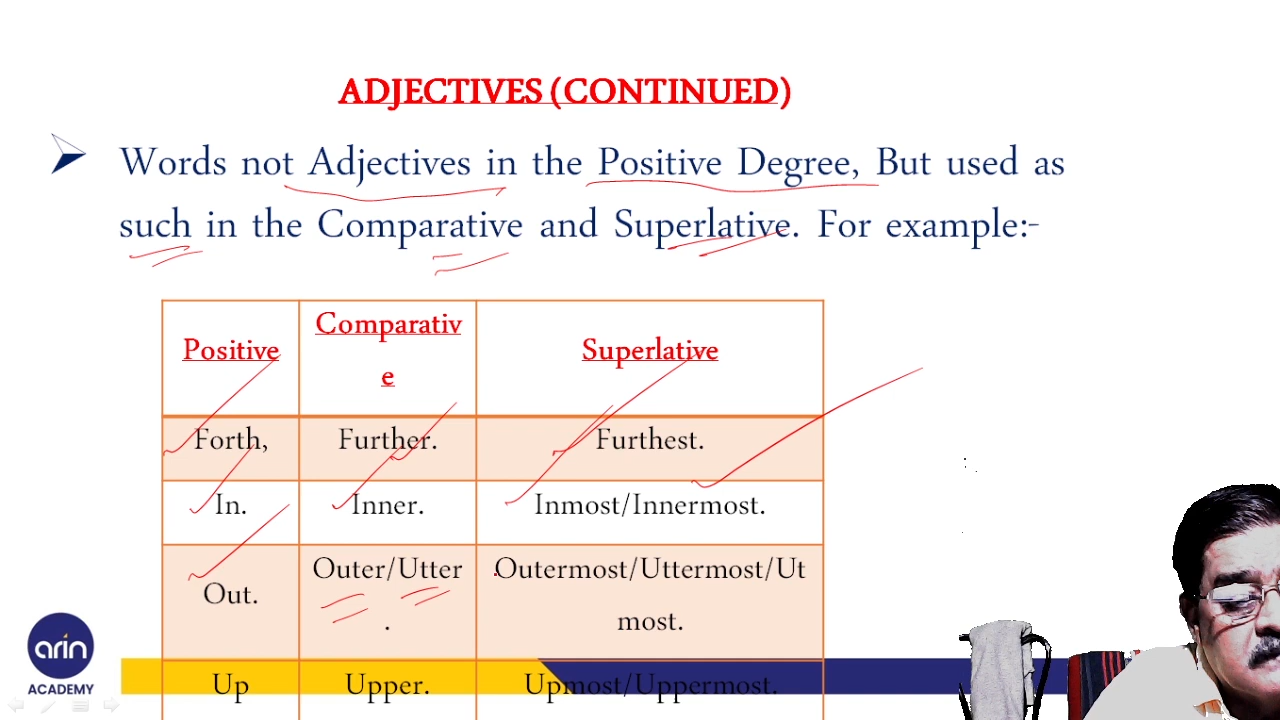 ADJECTIVES (CONTINUED)
Words not Adjectives in the Positive Degree, But used as
such in the Comparative and Superlative. For example:-
Positive
Comparativ
e
Superlative
Forth,
Further.
Furthest.
In.
Inner.
Inmost/Innermost.
Out.
Outer/Utter
.
Outermost/Uttermost/Ut
most.
Up
Upper.
Upmost/Uppermost.
arin
ACADEMY